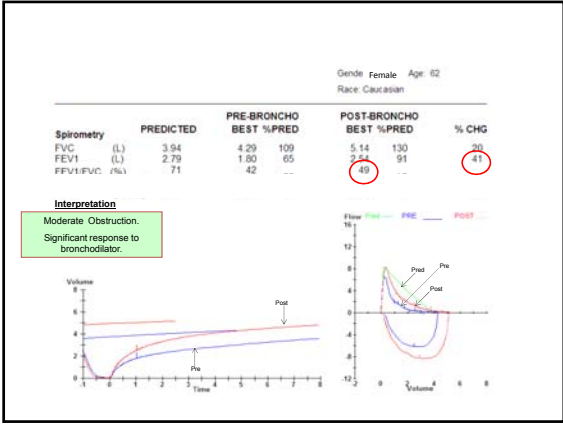 Gende Female Age: 62
Race: Caucasian
PRE-BRONCHO POST-BRONCHO
Spirometry PREDICTED BEST %PRED BEST %PRED % CHG
FVC (L) 3.94 4.29 109 5.14 130 20
FEV1 (L) 2.79 1.80 65 2.54 91 41
FEV1/FVC (%) 71 42 49
Interpretation
Moderate Obstruction.
Significant response to
bronchodilator.
Flow Pred PRE POST
16
12
8
4
0
-4
-8
-12
-2 0 2 4 6 8
Volume
Pred
Pre
Post
Volume
8
6
4
2
0
-1 0 1 2 3 4 5 6 7 8
Time
Post
Pre